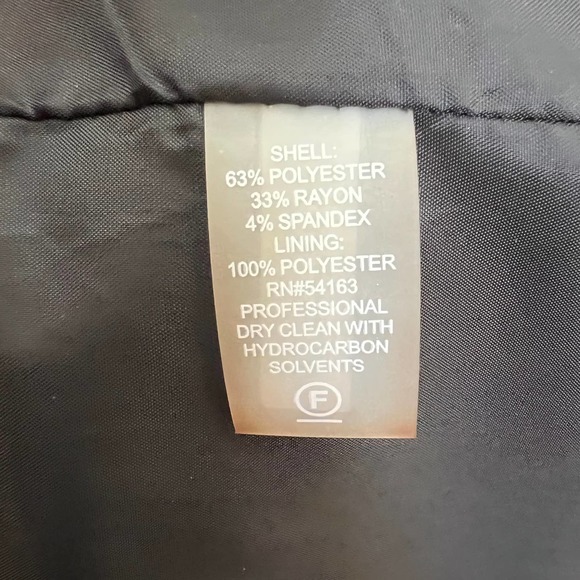 SHELL:
63% POLYESTER
33% RAYON
4% SPANDEX
LINING:
100% POLYESTER
RN#54163
PROFESSIONAL
DRY CLEAN WITH
HYDROCARBON
SOLVENTS
F